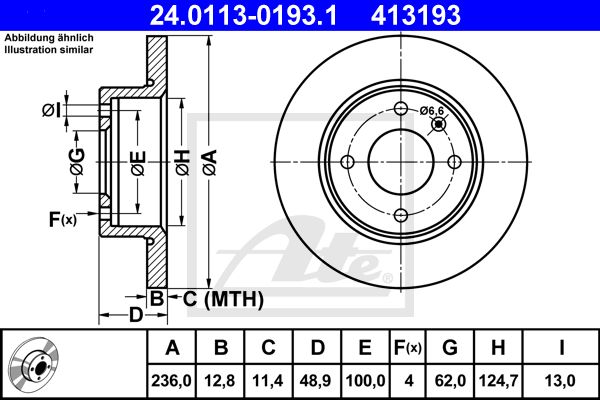 24.0113-0193.1 413193
Abbildung ähnlich
Illustration similar
ØI
ØG
ØE
ØH
ØA
F(x)
Ø6,6
B
C (MTH)
D
Ate
®
A B C D E F(x) G H I
236,0 12,8 11,4 48,9 100,0 4 62,0 124,7 13,0